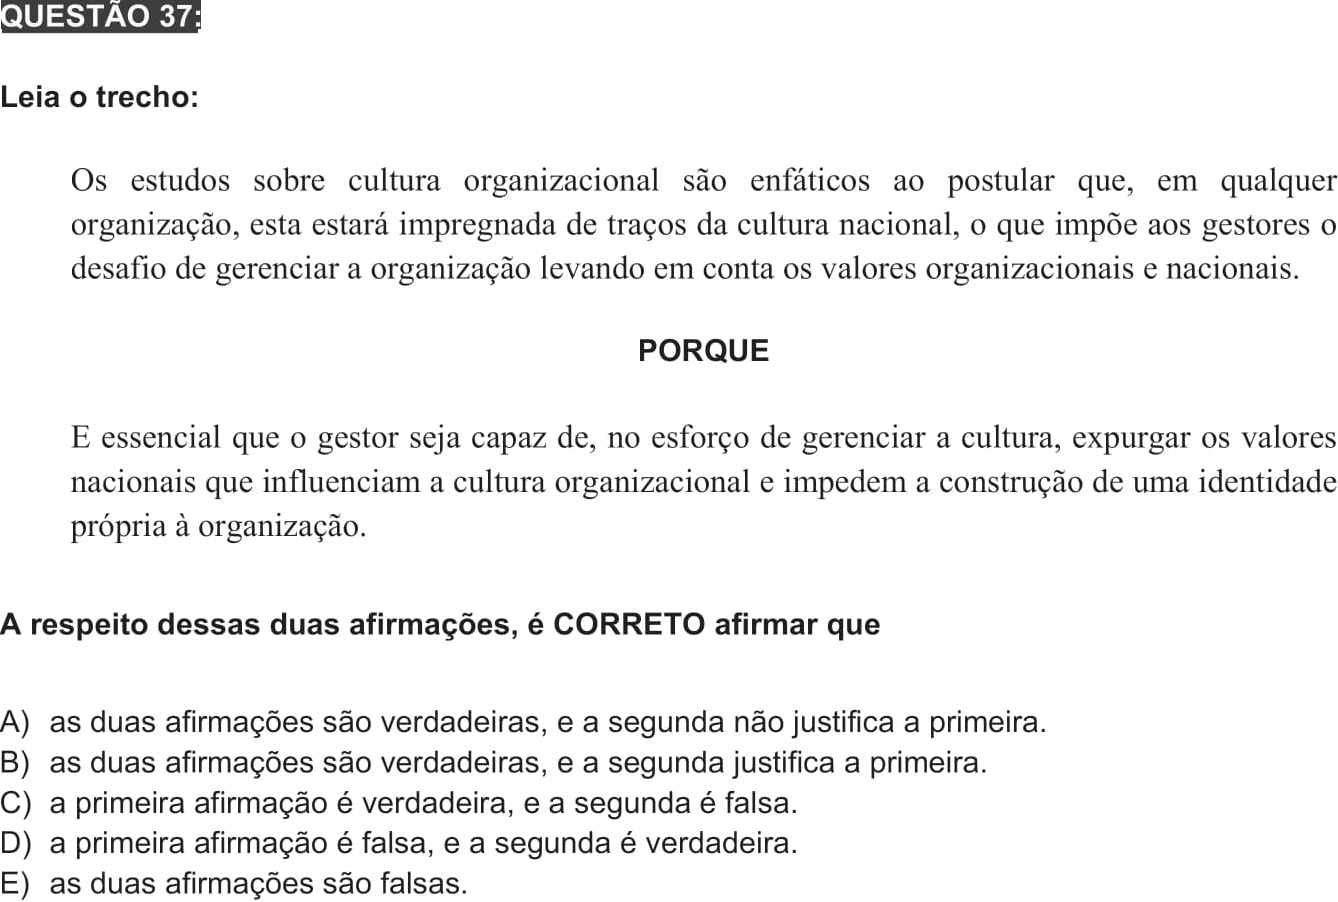 QUESTÃO 37:
Leia o trecho:
Os estudos sobre cultura organizacional são enfáticos ao postular que, em qualquer
organização, esta estará impregnada de traços da cultura nacional, o que impõe aos gestores o
desafio de gerenciar a organização levando em conta os valores organizacionais e nacionais.
PORQUE
E essencial que o gestor seja capaz de, no esforço de gerenciar a cultura, expurgar os valores
nacionais que influenciam a cultura organizacional e impedem a construção de uma identidade
própria à organização.
A respeito dessas duas afirmações, é CORRETO afirmar que
A) as duas afirmações são verdadeiras, e a segunda não justifica a primeira.
B) as duas afirmações são verdadeiras, e a segunda justifica a primeira.
C) a primeira afirmação é verdadeira, e a segunda é falsa.
D) a primeira afirmação é falsa, e a segunda é verdadeira.
E) as duas afirmações são falsas.